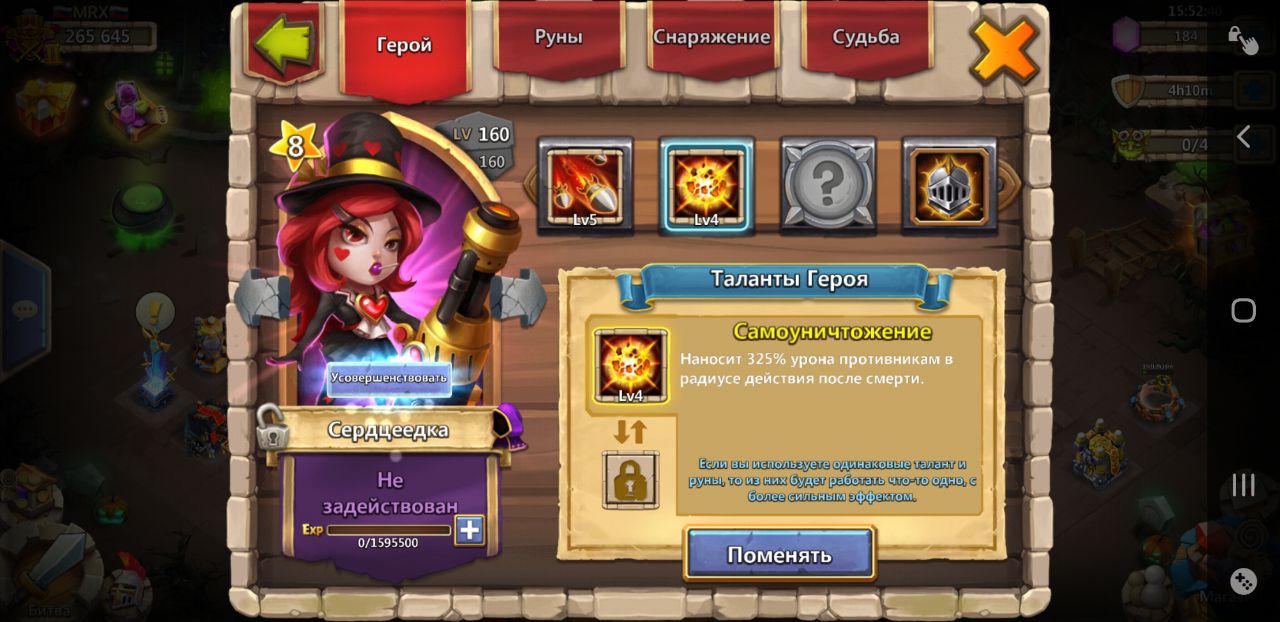 MRX
265 645
Герой
Руны
Снаряжение
Судьба
15:52:40
184
4h10m
0/4
8
LV 160
160
Lv5
Lv4
?
Таланты Героя
Самоуничтожение
Наносит 325% урона противникам в
радиусе действия после смерти.
Lv4
Если вы используете одинаковые талант и
руны, то из них будет работать что-то одно, с
более сильным эффектом.
Поменять
Усовершенствовать
Сердцеедка
Не
задействован
Exp
0/1595500
Битва